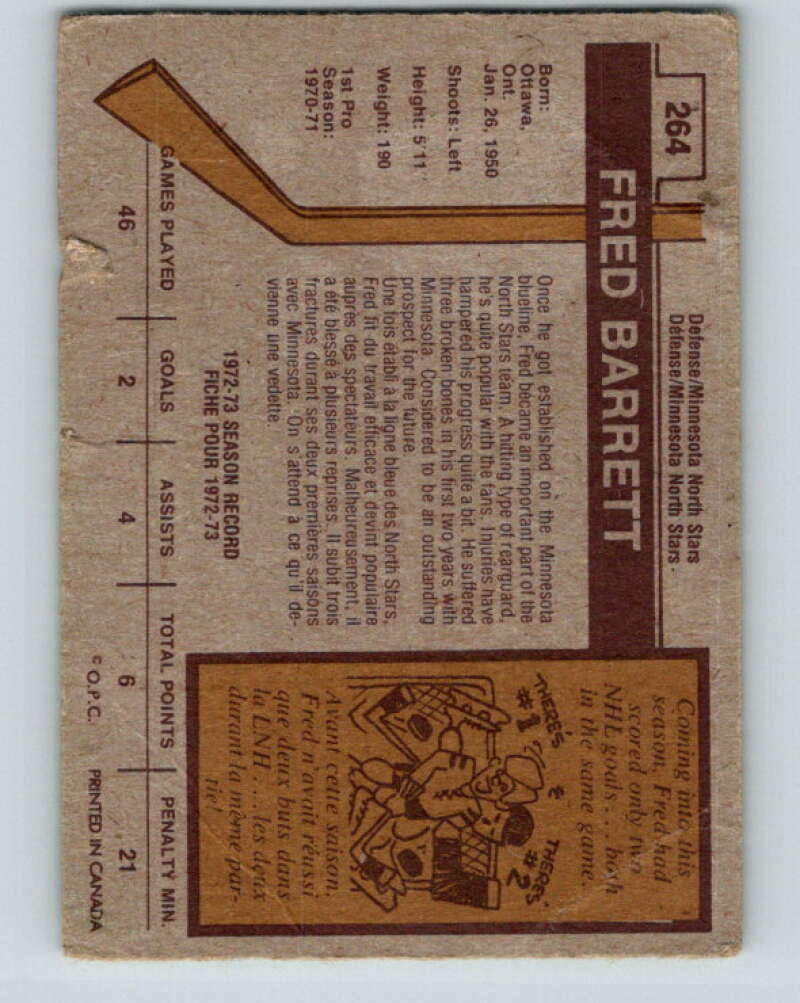 264
Defense/Minnesota North Stars
Défense/Minnesota North Stars
FRED BARRETT
Born:
Ottawa,
Ont.
Jan. 26, 1950
Shoots: Left
Height: 5'11
Weight: 190
1st Pro
Season:
1970-71
Once he got established on the Minnesota
blueline, Fred became an important part of the
North Stars team. A hitting type of rearguard,
he's quite popular with the fans. Injuries have
hampered his progress quite a bit. He suffered
three broken bones in his first two years with
Minnesota. Considered to be an outstanding
prospect for the future.
Une fois établi à la ligne bleue des North Stars,
Fred fit du travail efficace et devint populaire
auprès des spectateurs. Malheureusement, il
a été blessé à plusieurs reprises. Il subit trois
fractures durant ses deux premières saisons
avec Minnesota. On s'attend à ce qu'il de-
vienne une vedette.
Coming into this
season, Fred had
scored only two
NHL goals... both
in the same game.
THERE'S
#1
&
THERE'S
#2
Avant cette saison,
Fred n'avait réussi
que deux buts dans
la LNH... les deux
durant la même par-
tie!
1972-73 SEASON RECORD
FICHE POUR 1972-73
GAMES PLAYED GOALS ASSISTS TOTAL POINTS PENALTY MIN.
46 2 4 6 21
© O.P.C. PRINTED IN CANADA